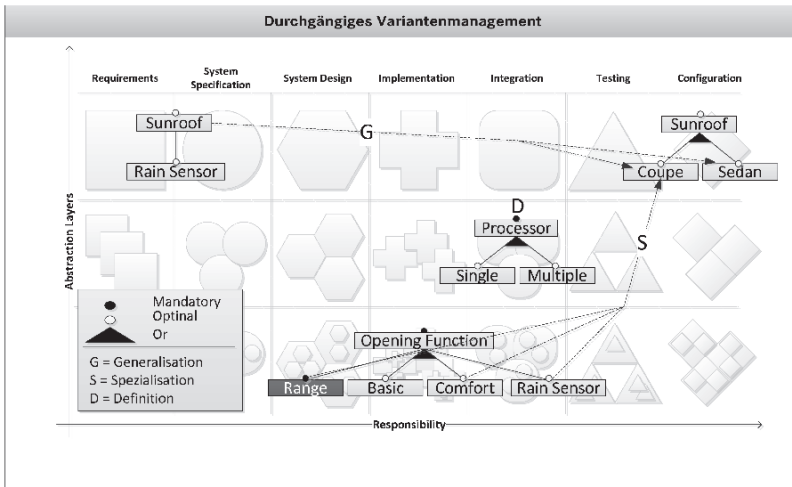 Durchgängiges Variantenmanagement
Requirements
System
Specification
System Design
Implementation
Integration
Testing
Configuration
Sunroof
Rain Sensor
G
Sunroof
Coupe
Sedan
D
Processor
Single
Multiple
S
Abstraction Layers
Mandatory
Optinal
Or
G = Generalisation
S = Spezialisation
D = Definition
Opening Function
Range
Basic
Comfort
Rain Sensor
Responsibility